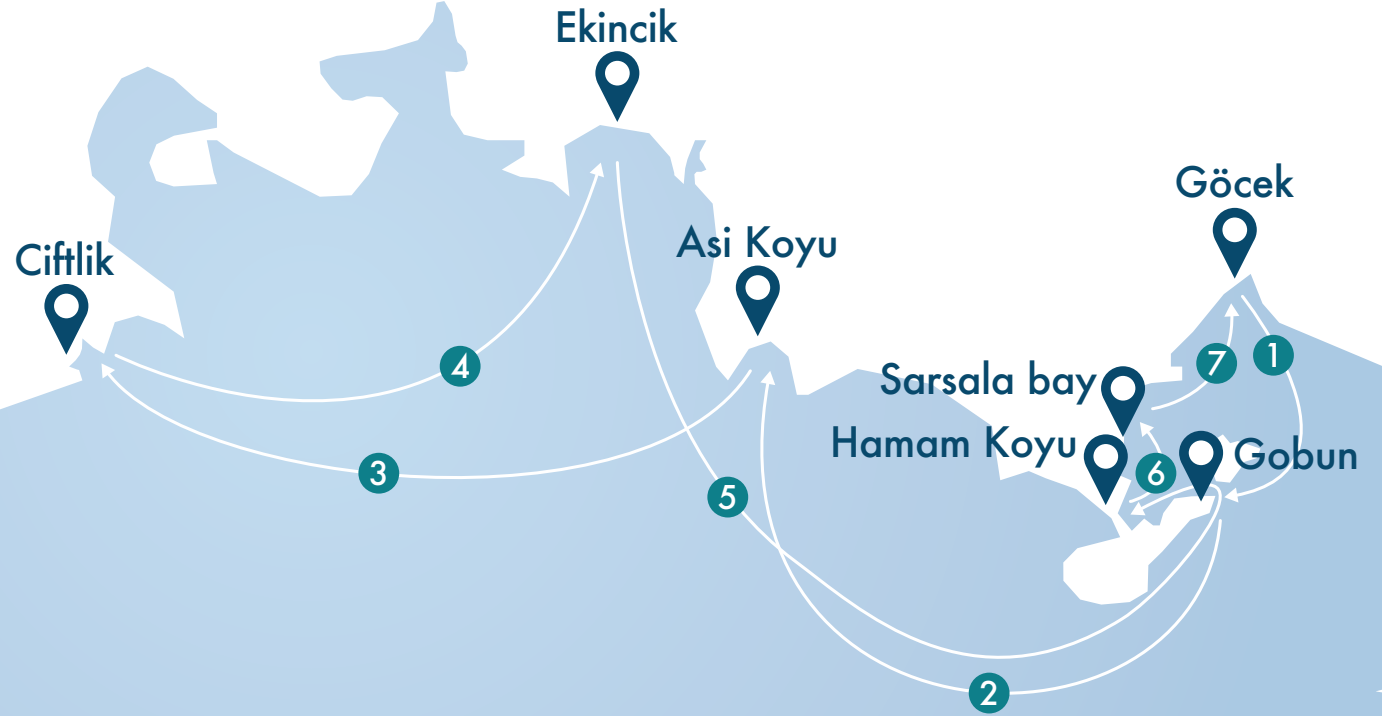 Ekincik
Göcek
Asi Koyu
Ciftlik
4
7
1
Sarsala bay
Hamam Koyu
Gobun
3
6
5
2